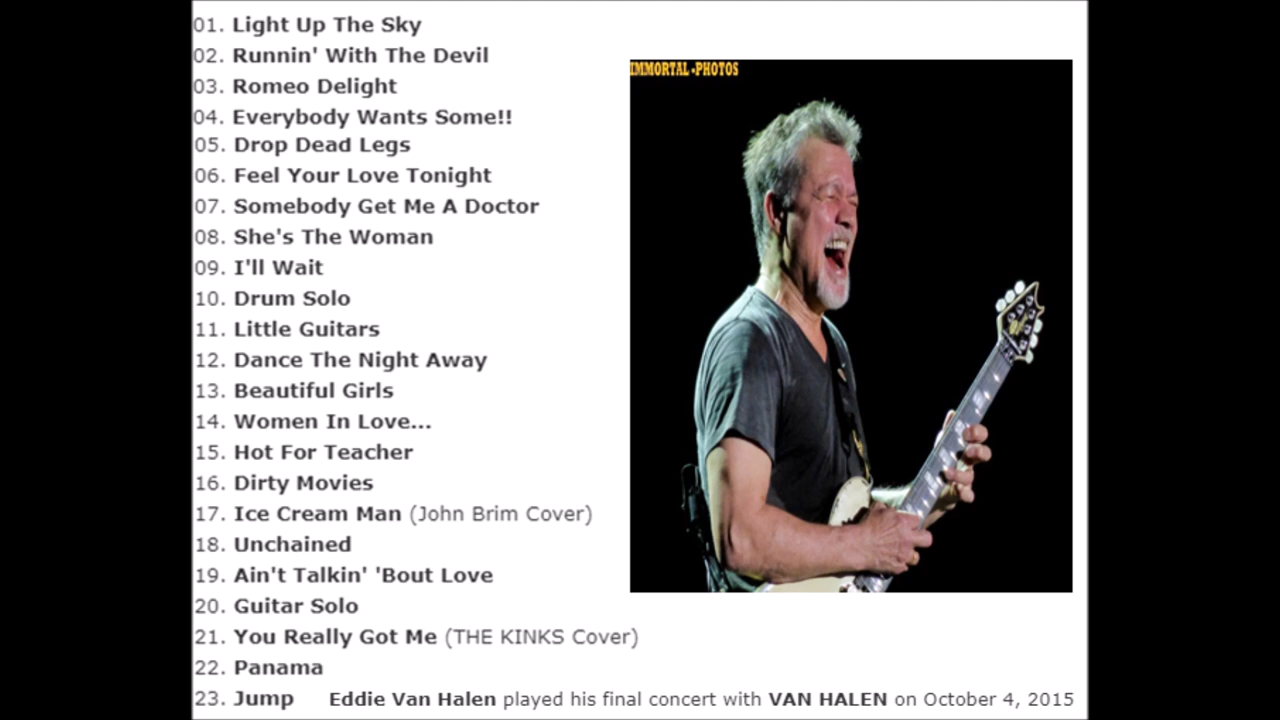 01. Light Up The Sky
02. Runnin' With The Devil
IMMORTAL-PHOTOS
03. Romeo Delight
04. Everybody Wants Some!!
05. Drop Dead Legs
06. Feel Your Love Tonight
07. Somebody Get Me A Doctor
08. She's The Woman
09. I'll Wait
10. Drum Solo
11. Little Guitars
12. Dance The Night Away
13. Beautiful Girls
14. Women In Love...
15. Hot For Teacher
16. Dirty Movies
17. Ice Cream Man (John Brim Cover)
18. Unchained
19. Ain't Talkin' 'Bout Love
20. Guitar Solo
21. You Really Got Me (THE KINKS Cover)
22. Panama
23. Jump Eddie Van Halen played his final concert with VAN HALEN on October 4, 2015